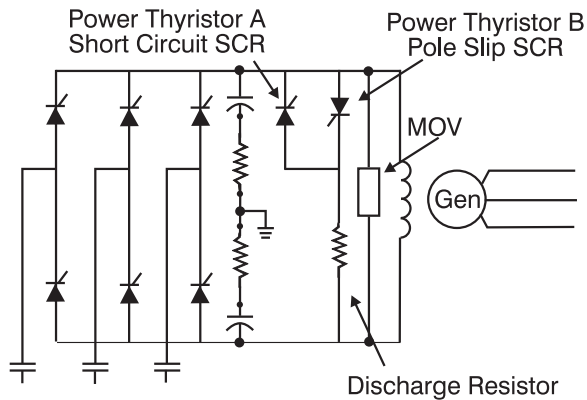 Power Thyristor A
Short Circuit SCR
Power Thyristor B
Pole Slip SCR
MOV
Gen
Discharge Resistor